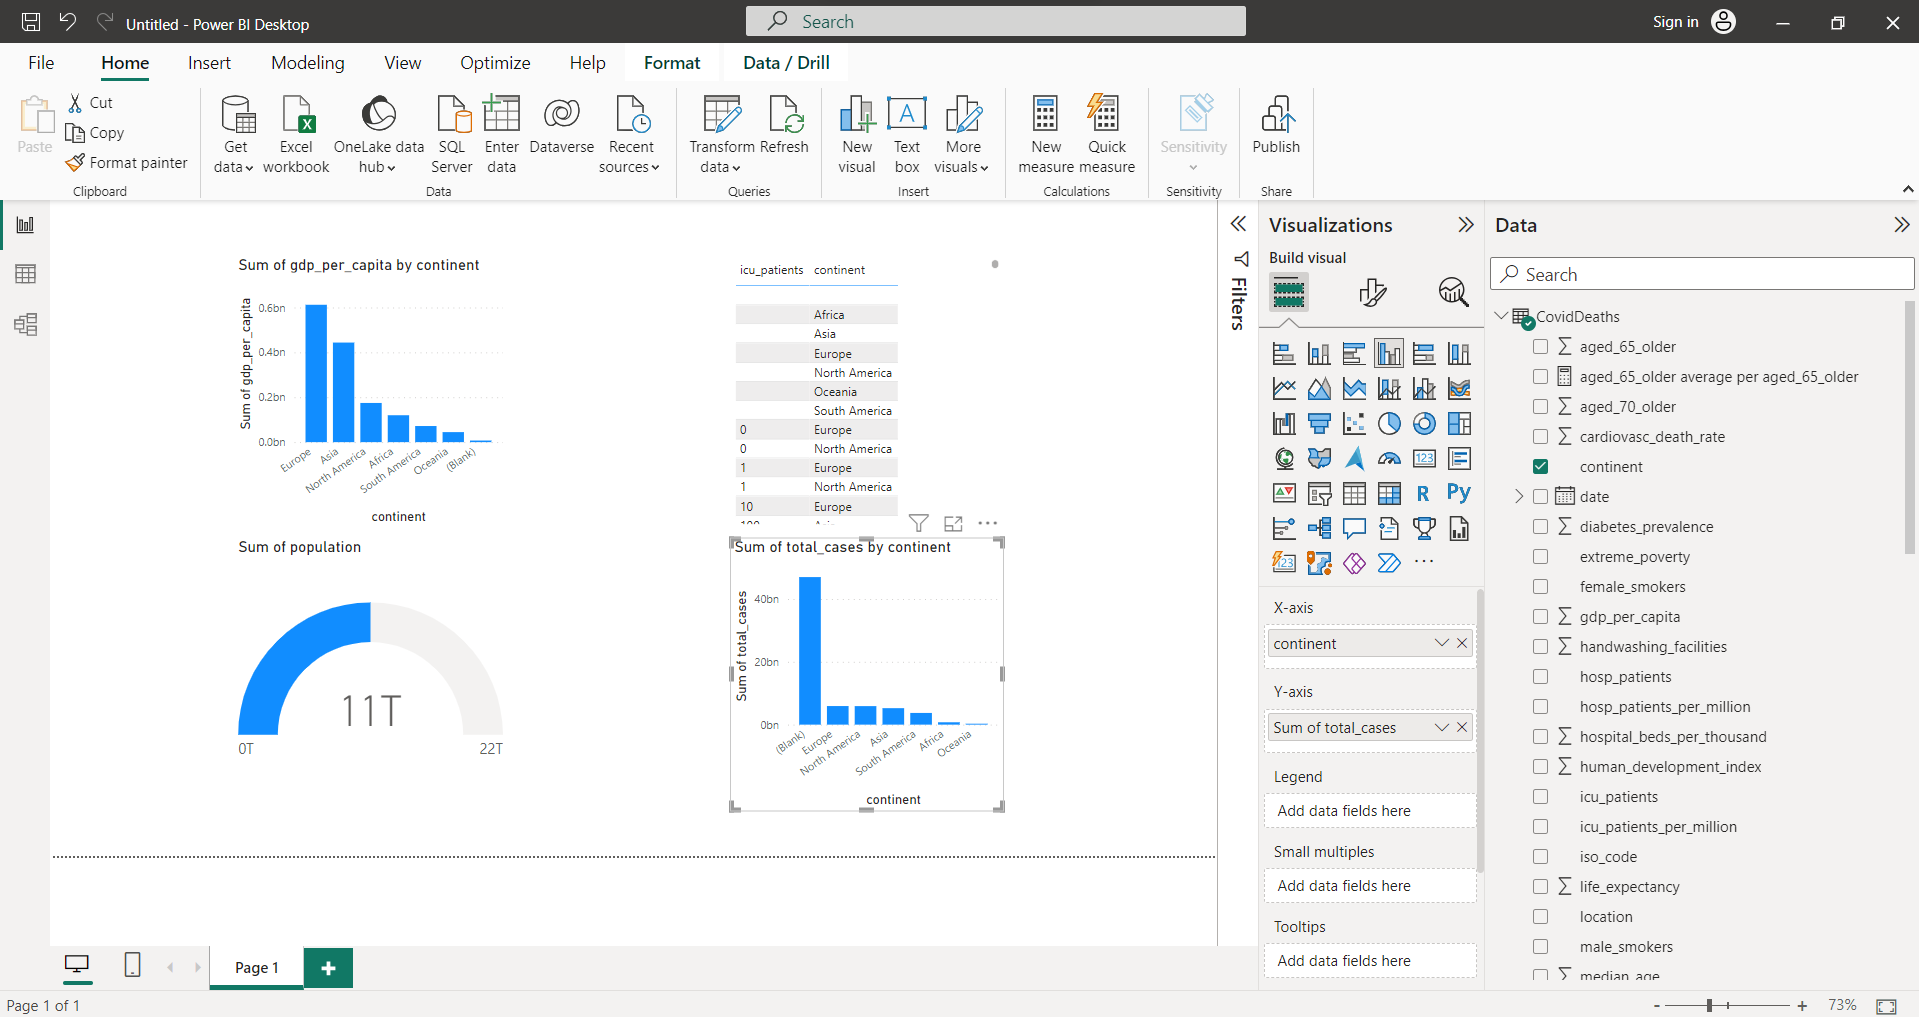 Untitled - Power BI Desktop
Search
Sign in
File Home Insert Modeling View Optimize Help Format Data / Drill
Paste
Cut
Copy
Format painter
Clipboard
Get data
Excel workbook
OneLake data hub
SQL Server
Enter data
Dataverse
Recent sources
Data
Transform data
Refresh
Queries
New visual
Text box
More visuals
Insert
New measure
Quick measure
Calculations
Sensitivity
Sensitivity
Publish
Share
Sum of gdp_per_capita by continent
Sum of gdp_per_capita
0.6bn
0.4bn
0.2bn
0.0bn
Europe
Asia
North America
Africa
South America
Oceania
(Blank)
continent
icu_patients continent
Africa
Asia
Europe
North America
Oceania
South America
0 Europe
0 North America
1 Europe
1 North America
10 Europe
Sum of population
11T
0T
22T
Sum of total_cases by continent
Sum of total_cases
40bn
20bn
0bn
(Blank)
Europe
North America
Asia
South America
Africa
Oceania
continent
Filters
Visualizations
Build visual
123
R
Py
123
X-axis
continent
Y-axis
Sum of total_cases
Legend
Add data fields here
Small multiples
Add data fields here
Tooltips
Add data fields here
Data
Search
CovidDeaths
aged_65_older
aged_65_older average per aged_65_older
aged_70_older
cardiovasc_death_rate
continent
date
diabetes_prevalence
extreme_poverty
female_smokers
gdp_per_capita
handwashing_facilities
hosp_patients
hosp_patients_per_million
hospital_beds_per_thousand
human_development_index
icu_patients
icu_patients_per_million
iso_code
life_expectancy
location
male_smokers
median_age
Page 1
Page 1 of 1
- + 73%